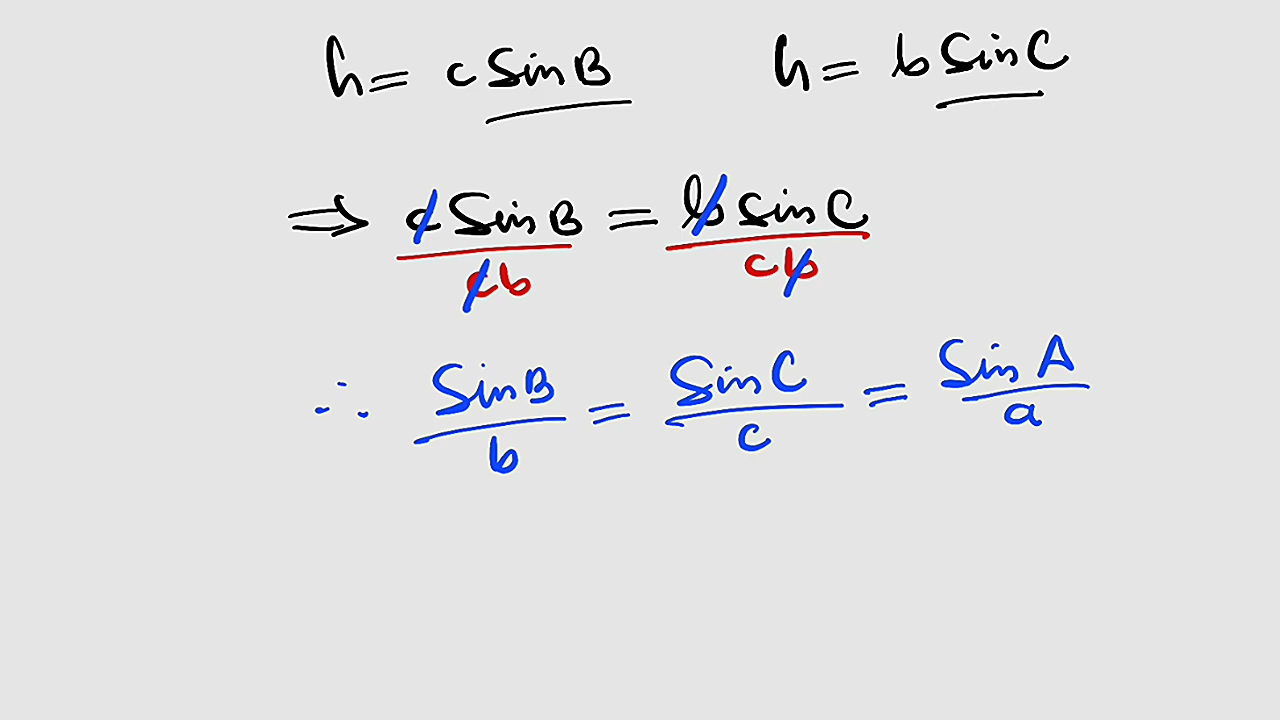 h = c Sin B h = b Sin C
⇒ c Sin B / cb = b Sin C / cb
∴ Sin B / b = Sin C / c = Sin A / a